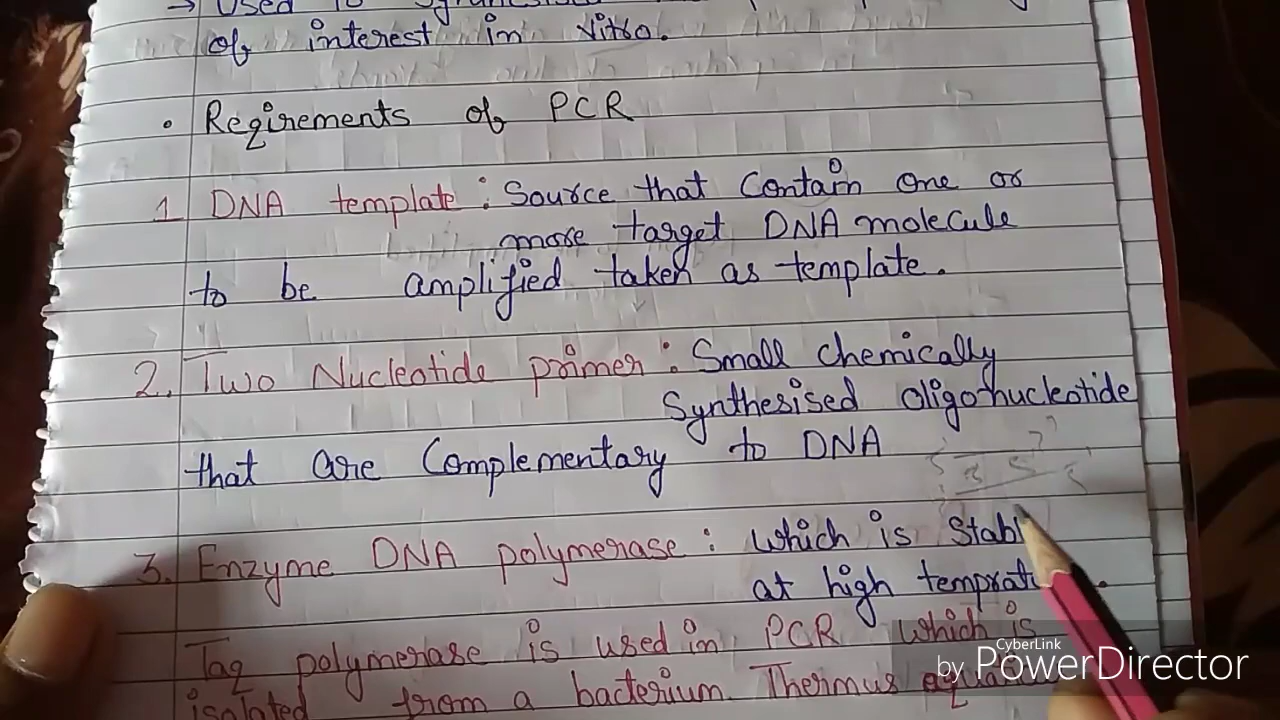 → Used to
of interest in vitro.
• Reqirements of PCR
1 DNA template : Source that Contain One or
more target DNA molecule
to be amplified taken as template.
2. Two Nucleotide primer : Small chemically
Synthesised oligonucleotide
that are Complementary to DNA
3. Enzyme DNA polymerase : which is Stabl
at high temprat
Taq polymerase is used in PCR which is
isolated from a bacterium Thermus
CyberLink
by PowerDirector